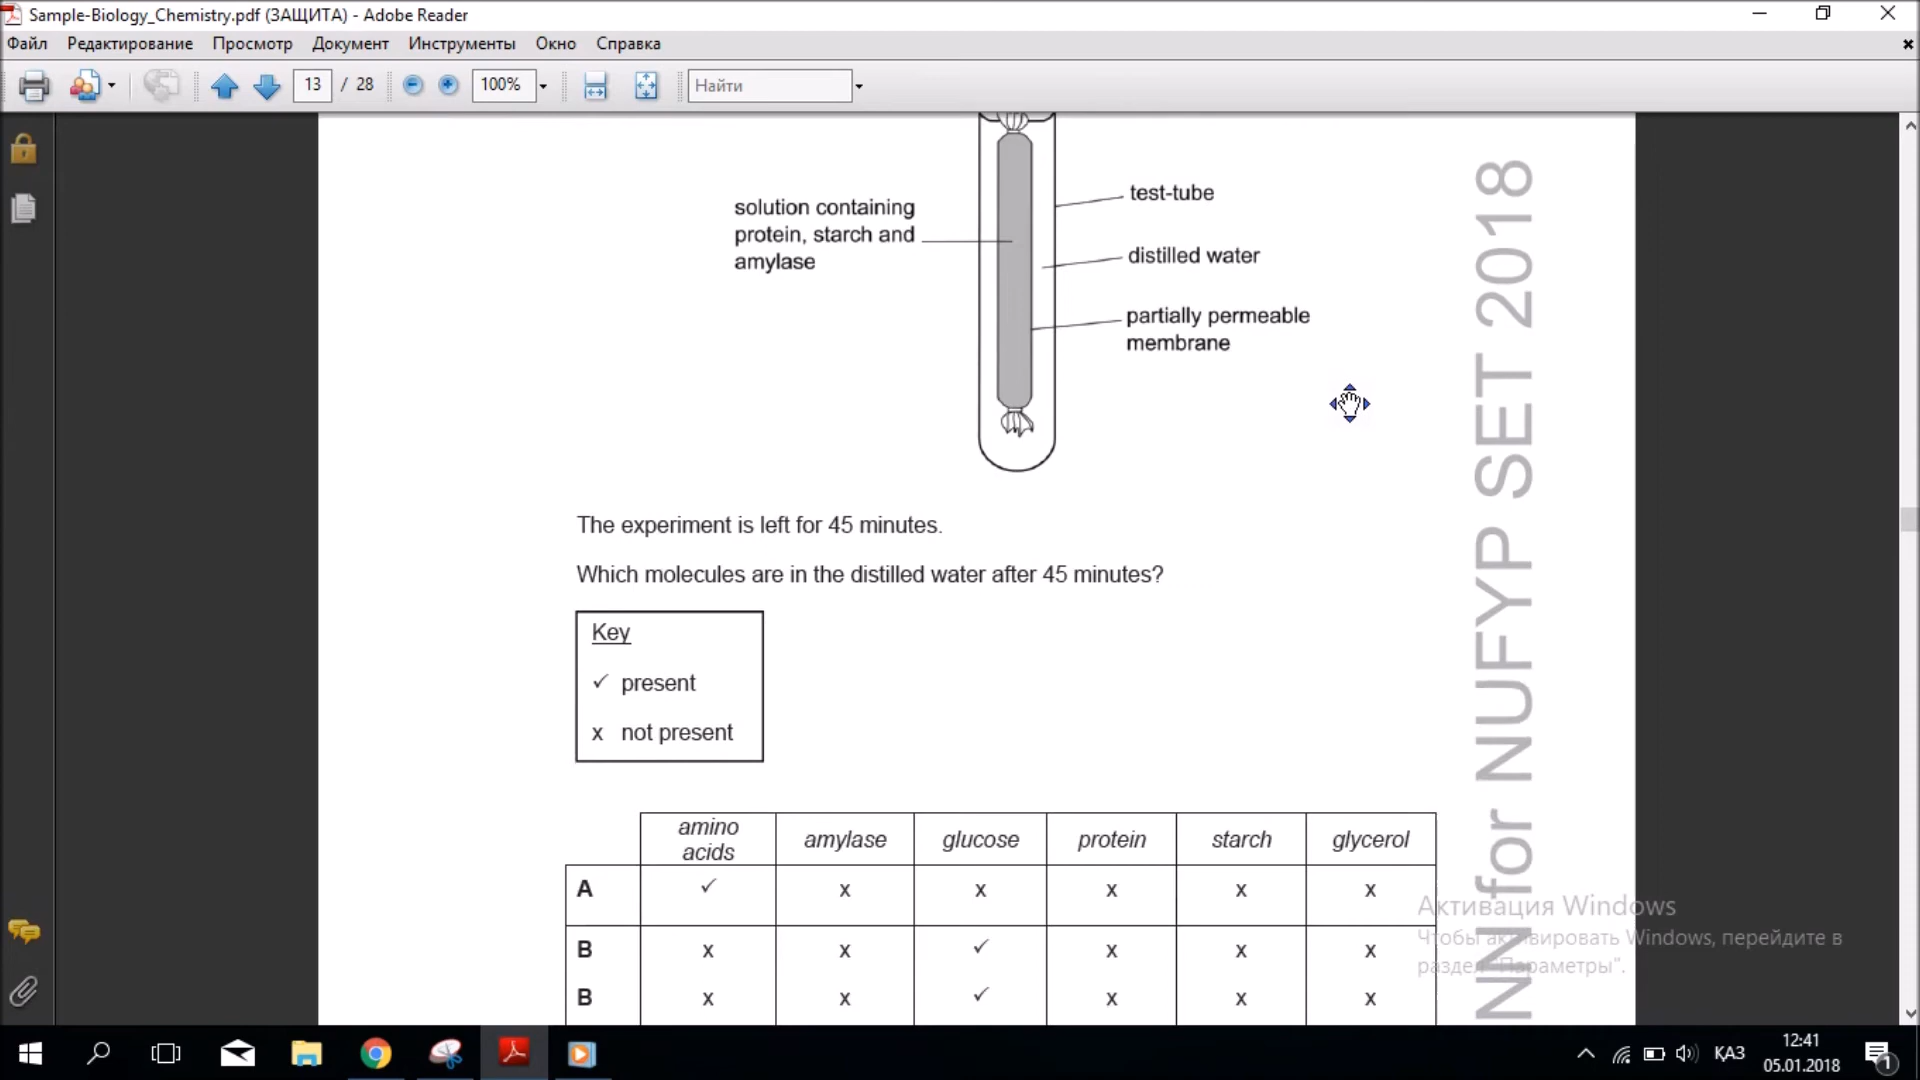 Sample-Biology_Chemistry.pdf (ЗАЩИТА) - Adobe Reader
Файл Редактирование Просмотр Документ Инструменты Окно Справка
13 / 28 100% Найти
solution containing
protein, starch and
amylase
test-tube
distilled water
partially permeable
membrane
The experiment is left for 45 minutes.
Which molecules are in the distilled water after 45 minutes?
Key
✓ present
x not present
amino acids amylase glucose protein starch glycerol
A ✓ x x x x x
B x x ✓ x x x
B x x ✓ x x x
NN for NUFYP SET 2018
Активация Windows
Чтобы активировать Windows, перейдите в
раздел "Параметры".
ҚАЗ
12:41
05.01.2018
1